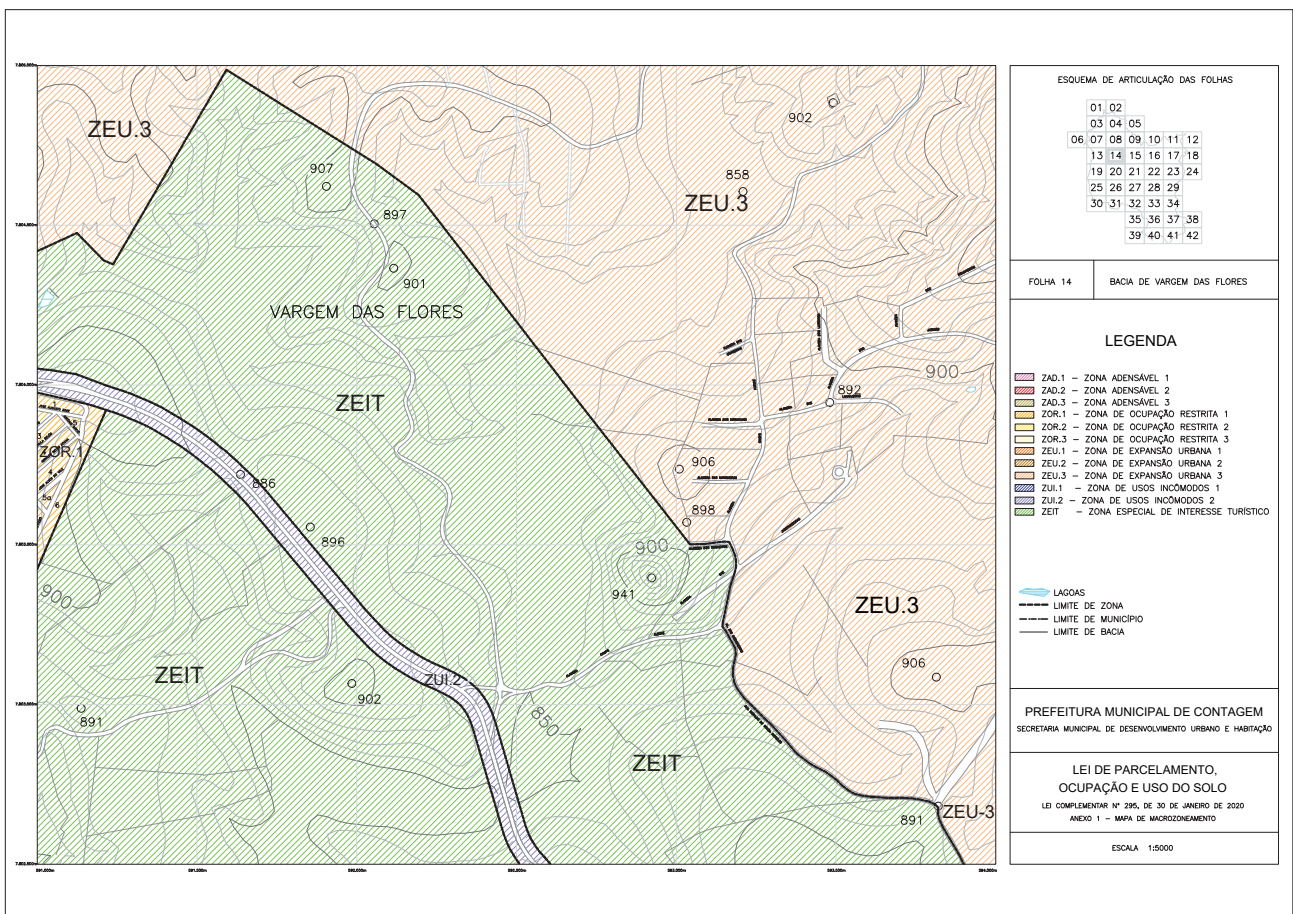 ZEU.3
907
897
901
VARGEM DAS FLORES
ZEIT
902
858
ZEU.3
900
892
906
898
ZOR.1
5a
6
886
896
900
900
941
ZEIT
891
902
ZUI.2
850
ZEIT
ZEU.3
906
891
ZEU-3
ESQUEMA DE ARTICULAÇÃO DAS FOLHAS
01 02
03 04 05
06 07 08 09 10 11 12
13 14 15 16 17 18
19 20 21 22 23 24
25 26 27 28 29
30 31 32 33 34
35 36 37 38
39 40 41 42
FOLHA 14
BACIA DE VARGEM DAS FLORES
LEGENDA
ZAD.1 – ZONA ADENSÁVEL 1
ZAD.2 – ZONA ADENSÁVEL 2
ZAD.3 – ZONA ADENSÁVEL 3
ZOR.1 – ZONA DE OCUPAÇÃO RESTRITA 1
ZOR.2 – ZONA DE OCUPAÇÃO RESTRITA 2
ZOR.3 – ZONA DE OCUPAÇÃO RESTRITA 3
ZEU.1 – ZONA DE EXPANSÃO URBANA 1
ZEU.2 – ZONA DE EXPANSÃO URBANA 2
ZEU.3 – ZONA DE EXPANSÃO URBANA 3
ZUI.1 – ZONA DE USOS INCÔMODOS 1
ZUI.2 – ZONA DE USOS INCÔMODOS 2
ZEIT – ZONA ESPECIAL DE INTERESSE TURÍSTICO
LAGOAS
LIMITE DE ZONA
LIMITE DE MUNICÍPIO
LIMITE DE BACIA
PREFEITURA MUNICIPAL DE CONTAGEM
SECRETARIA MUNICIPAL DE DESENVOLVIMENTO URBANO E HABITAÇÃO
LEI DE PARCELAMENTO,
OCUPAÇÃO E USO DO SOLO
LEI COMPLEMENTAR N° 295, DE 30 DE JANEIRO DE 2020
ANEXO 1 – MAPA DE MACROZONEAMENTO
ESCALA 1:5000